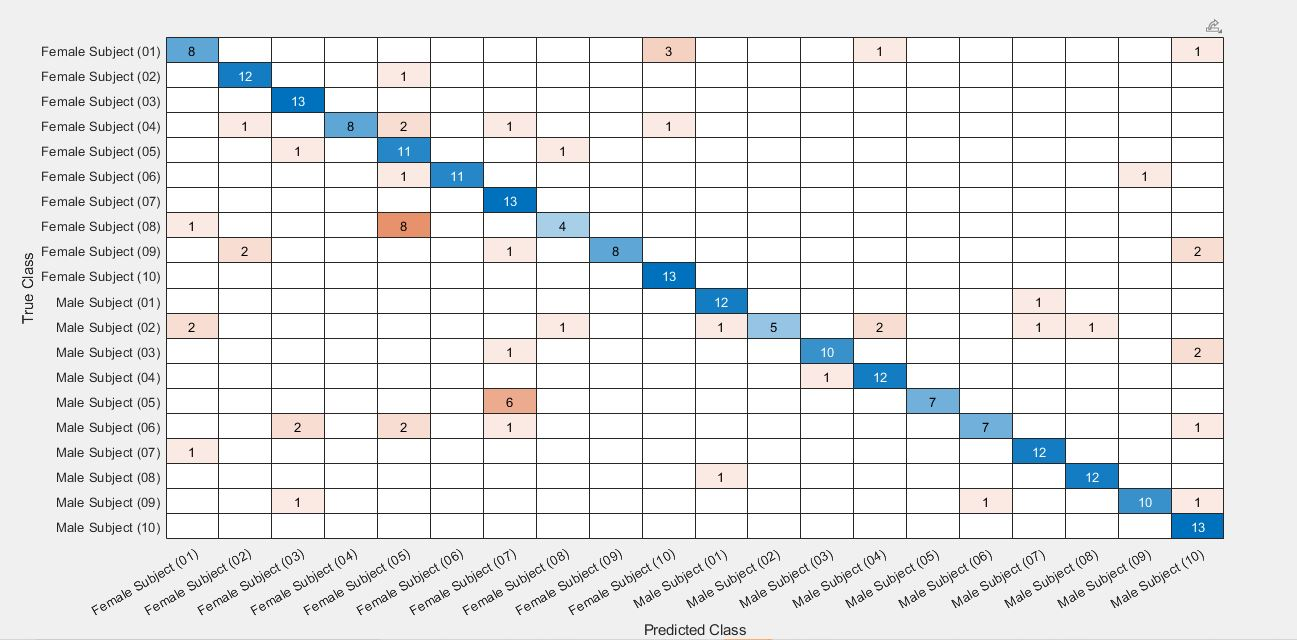 Female Subject (01) 8 3 1 1
Female Subject (02) 12 1
Female Subject (03) 13
Female Subject (04) 1 8 2 1 1
Female Subject (05) 1 11 1
Female Subject (06) 1 11 1
Female Subject (07) 13
Female Subject (08) 1 8 4
Female Subject (09) 2 1 8 2
Female Subject (10) 13
Male Subject (01) 12 1
Male Subject (02) 2 1 1 5 2 1 1
Male Subject (03) 1 10 2
Male Subject (04) 1 12
Male Subject (05) 6 7
Male Subject (06) 2 2 1 7 1
Male Subject (07) 1 12
Male Subject (08) 1 12
Male Subject (09) 1 1 10 1
Male Subject (10) 13
True Class
Female Subject (01)
Female Subject (02)
Female Subject (03)
Female Subject (04)
Female Subject (05)
Female Subject (06)
Female Subject (07)
Female Subject (08)
Female Subject (09)
Female Subject (10)
Male Subject (01)
Male Subject (02)
Male Subject (03)
Male Subject (04)
Male Subject (05)
Male Subject (06)
Male Subject (07)
Male Subject (08)
Male Subject (09)
Male Subject (10)
Predicted Class